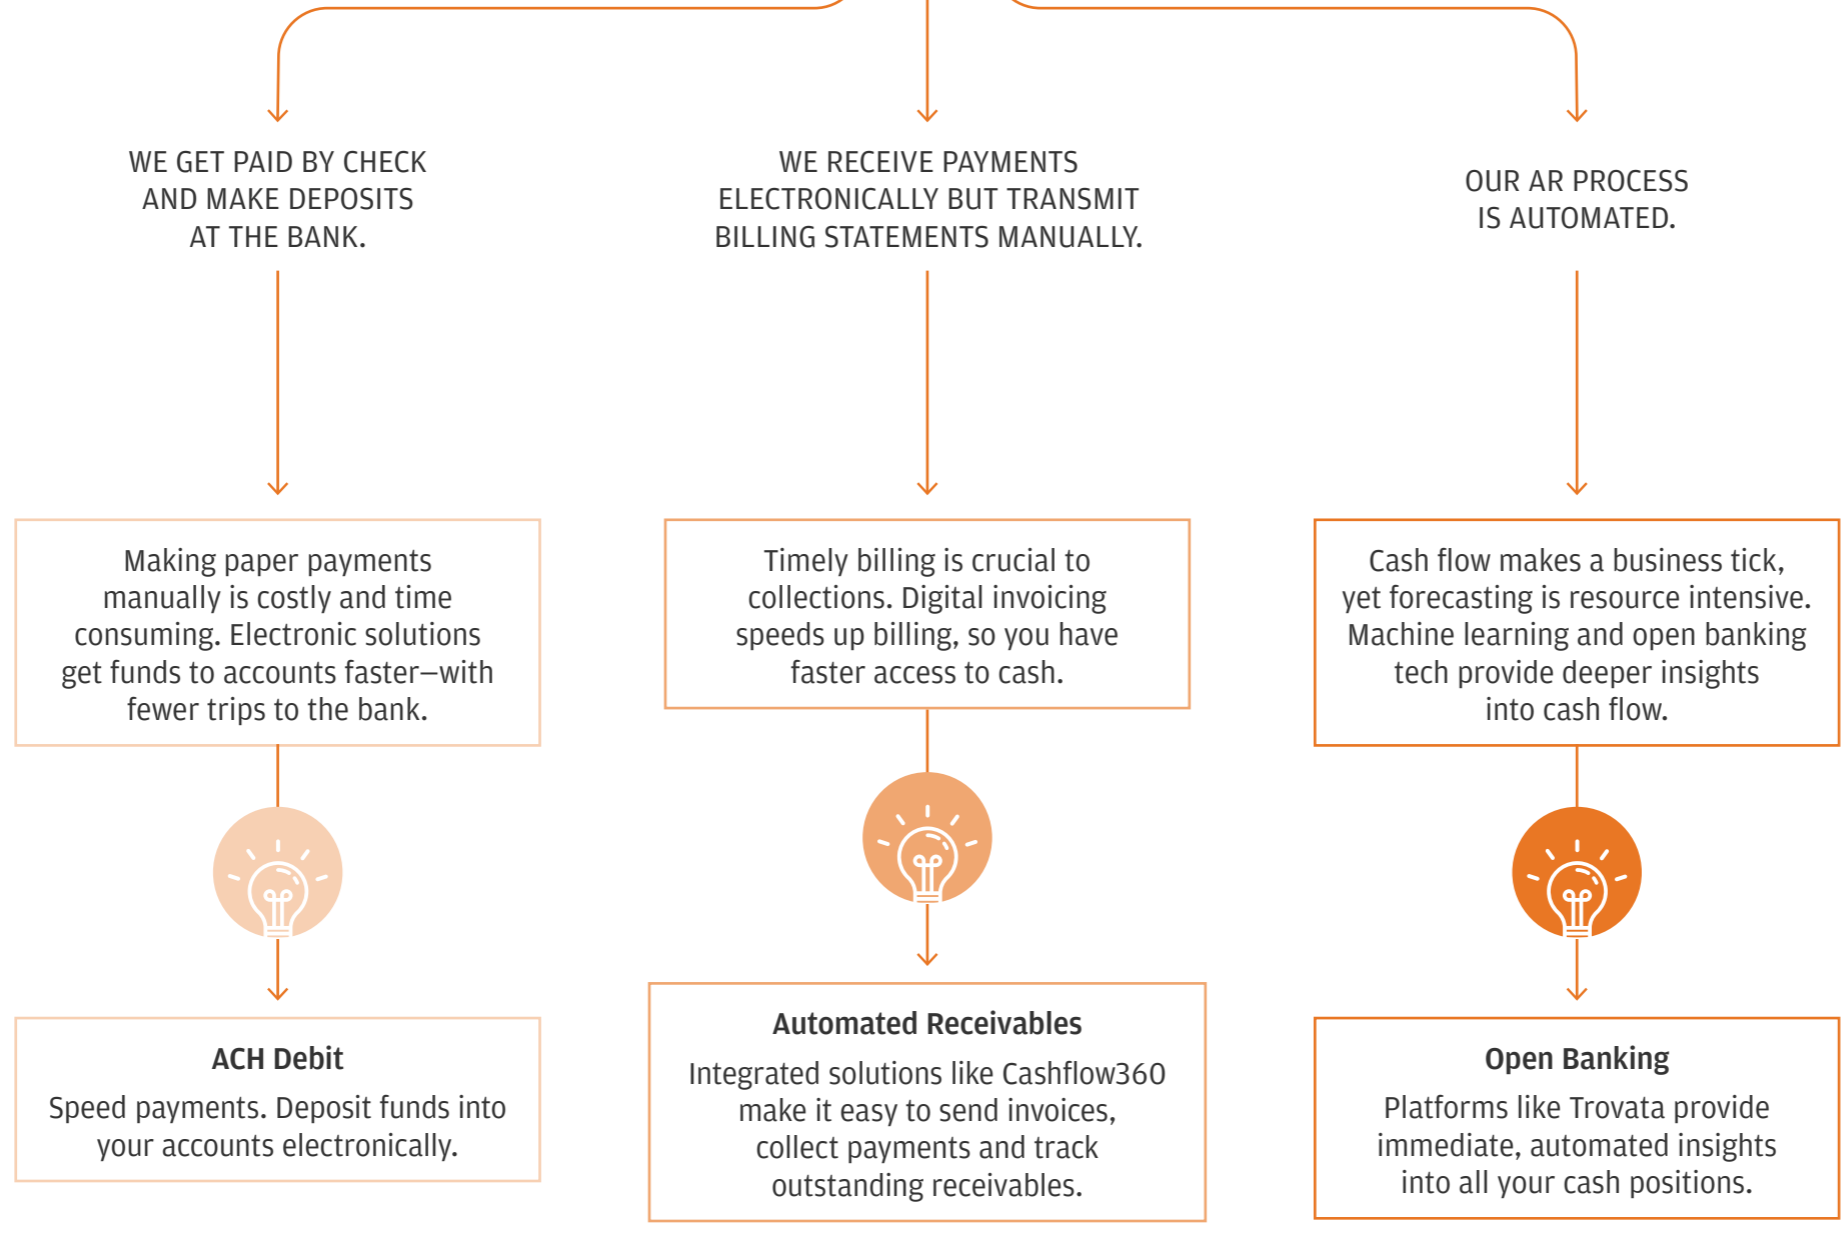 WE GET PAID BY CHECK
AND MAKE DEPOSITS
AT THE BANK.
WE RECEIVE PAYMENTS
ELECTRONICALLY BUT TRANSMIT
BILLING STATEMENTS MANUALLY.
OUR AR PROCESS
IS AUTOMATED.
Making paper payments
manually is costly and time
consuming. Electronic solutions
get funds to accounts faster—with
fewer trips to the bank.
Timely billing is crucial to
collections. Digital invoicing
speeds up billing, so you have
faster access to cash.
Cash flow makes a business tick,
yet forecasting is resource intensive.
Machine learning and open banking
tech provide deeper insights
into cash flow.
ACH Debit
Speed payments. Deposit funds into
your accounts electronically.
Automated Receivables
Integrated solutions like Cashflow360
make it easy to send invoices,
collect payments and track
outstanding receivables.
Open Banking
Platforms like Trovata provide
immediate, automated insights
into all your cash positions.